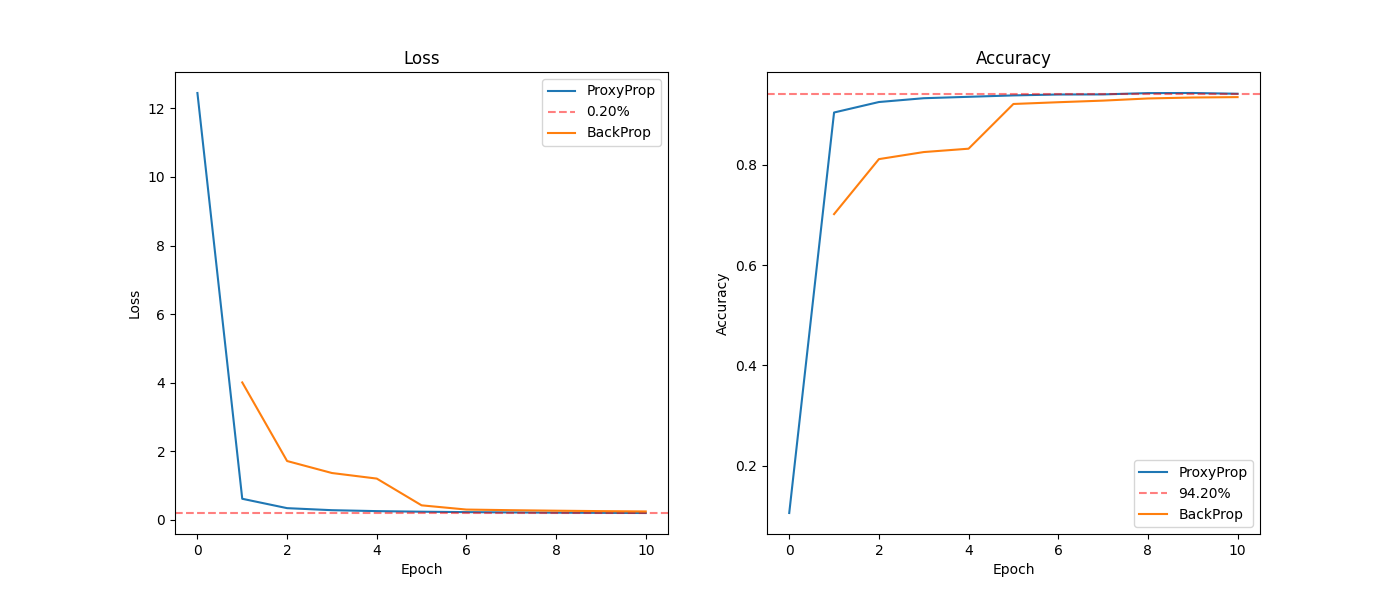 Loss
Loss
12
10
8
6
4
2
0
0 2 4 6 8 10
Epoch
ProxyProp
0.20%
BackProp
Accuracy
Accuracy
0.8
0.6
0.4
0.2
0 2 4 6 8 10
Epoch
ProxyProp
94.20%
BackProp